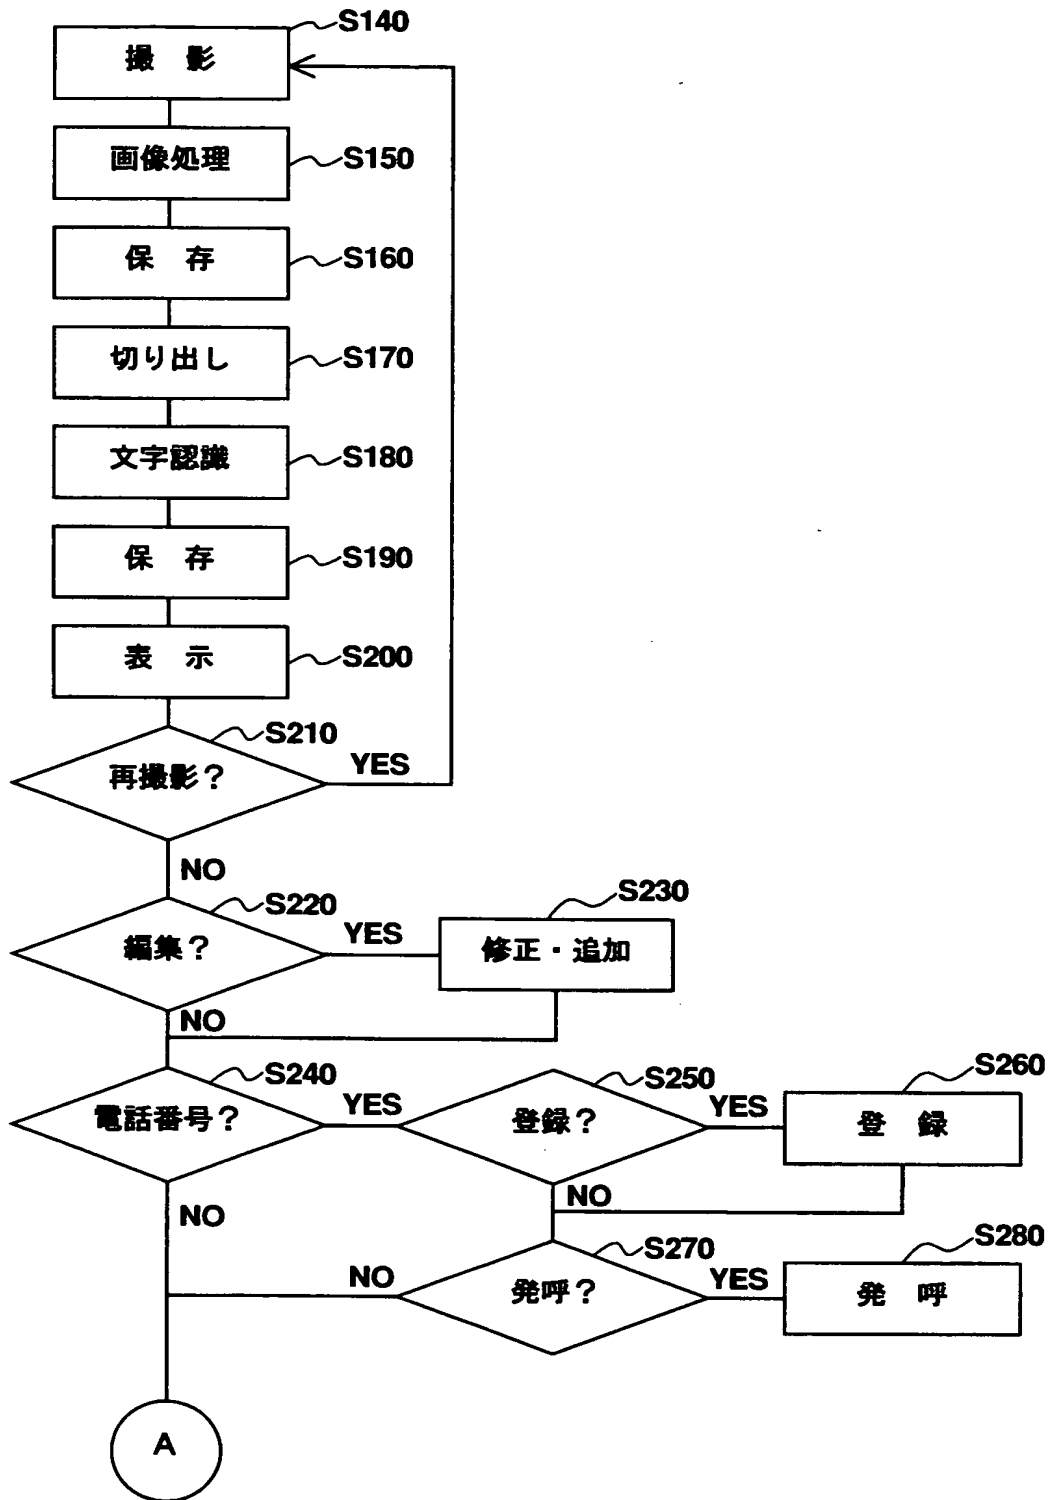 S140
撮 影
画像処理
S150
保 存
S160
切り出し
S170
文字認識
S180
保 存
S190
表 示
S200
S210
再撮影？
YES
NO
S220
編集？
YES
S230
修正・追加
NO
S240
電話番号？
YES
S250
登録？
YES
S260
登 録
NO
NO
S270
発呼？
NO
YES
S280
発 呼
A